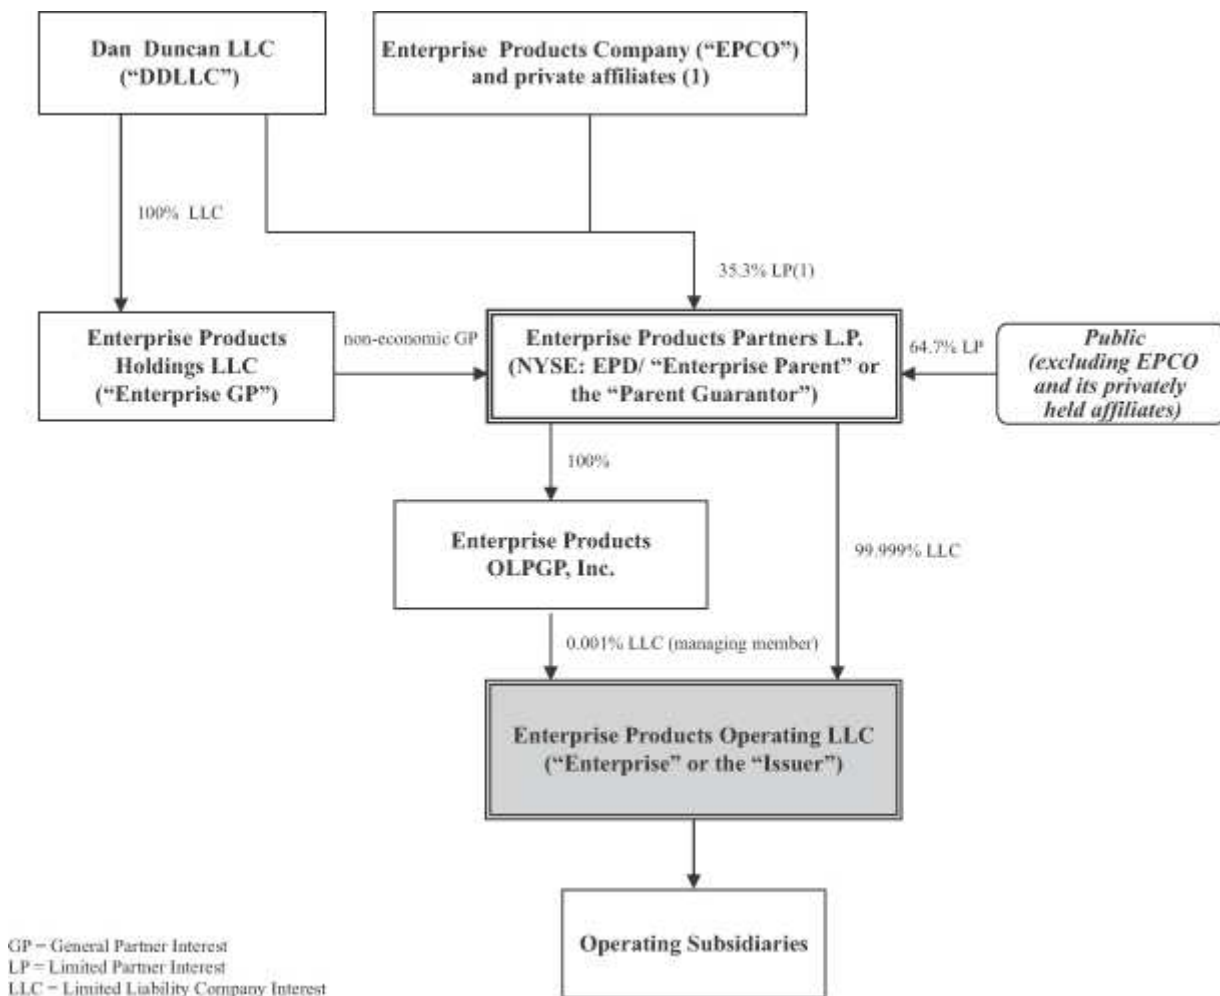 Dan Duncan LLC
(“DDLLC”)
Enterprise Products Company (“EPCO”)
and private affiliates (1)
100% LLC
35.3% LP(1)
Enterprise Products
Holdings LLC
(“Enterprise GP”)
non-economic GP
Enterprise Products Partners L.P.
(NYSE: EPD/ “Enterprise Parent” or
the “Parent Guarantor”)
64.7% LP
Public
(excluding EPCO
and its privately
held affiliates)
100%
Enterprise Products
OLPGP, Inc.
99.999% LLC
0.001% LLC (managing member)
Enterprise Products Operating LLC
(“Enterprise” or the “Issuer”)
Operating Subsidiaries
GP = General Partner Interest
LP = Limited Partner Interest
LLC = Limited Liability Company Interest